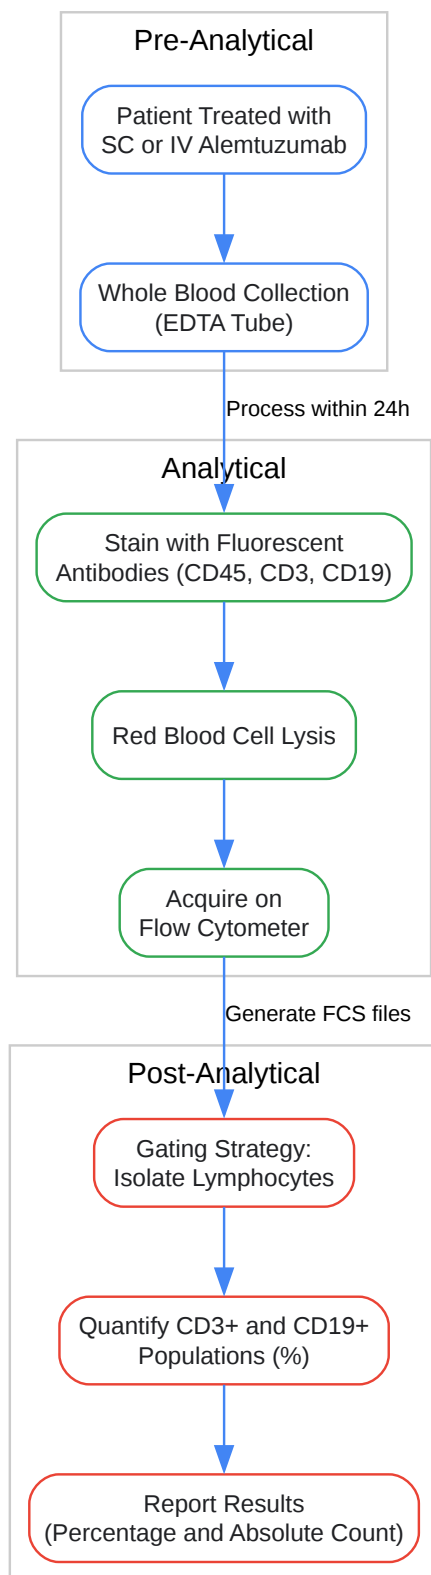 Pre-Analytical
Patient Treated with
SC or IV Alemtuzumab
Whole Blood Collection
(EDTA Tube)
Process within 24h
Analytical
Stain with Fluorescent
Antibodies (CD45, CD3, CD19)
Red Blood Cell Lysis
Acquire on
Flow Cytometer
Generate FCS files
Post-Analytical
Gating Strategy:
Isolate Lymphocytes
Quantify CD3+ and CD19+
Populations (%)
Report Results
(Percentage and Absolute Count)